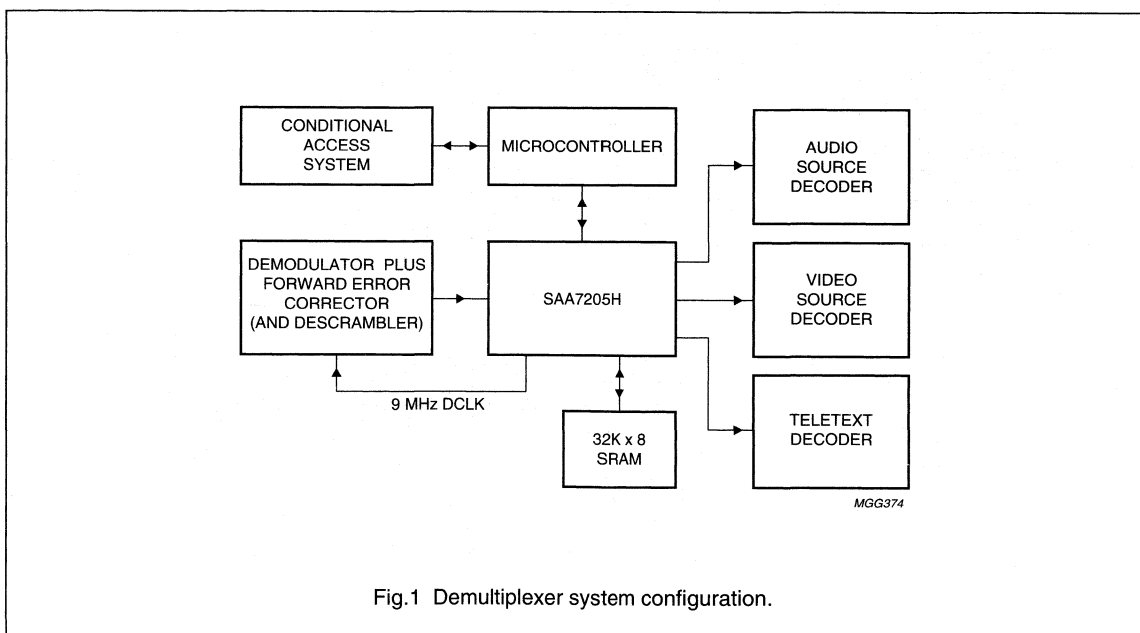 CONDITIONAL
ACCESS
SYSTEM
MICROCONTROLLER
AUDIO
SOURCE
DECODER
DEMODULATOR PLUS
FORWARD ERROR
CORRECTOR
(AND DESCRAMBLER)
SAA7205H
VIDEO
SOURCE
DECODER
9 MHz DCLK
32K x 8
SRAM
TELETEXT
DECODER
MGG374
Fig.1 Demultiplexer system configuration.